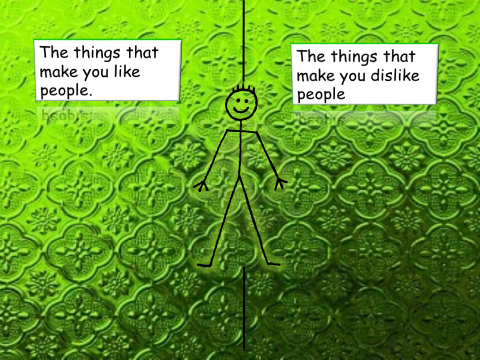 The things that
make you like
people.
The things that
make you dislike
people